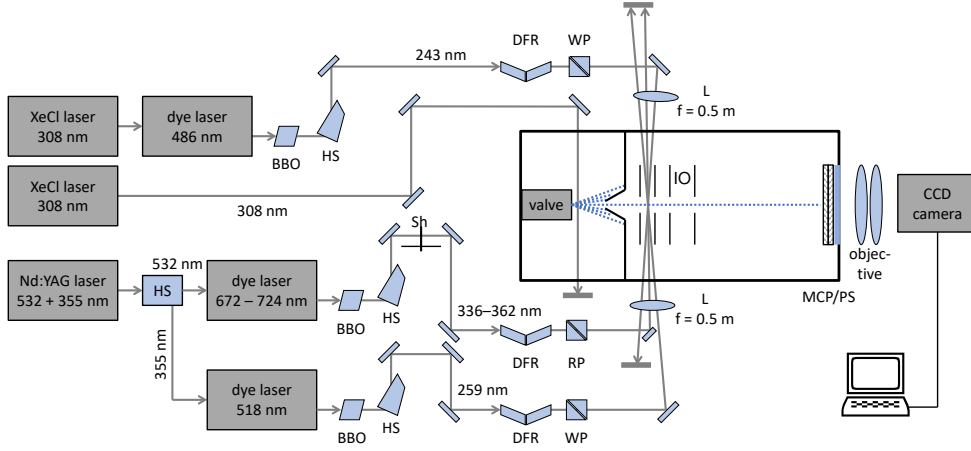 243 nm
DFR
WP
L
f = 0.5 m
XeCl laser
308 nm
dye laser
486 nm
BBO
HS
XeCl laser
308 nm
308 nm
valve
IO
CCD
camera
objec-
tive
MCP/PS
Sh
Nd:YAG laser
532 + 355 nm
532 nm
HS
dye laser
672 – 724 nm
BBO
HS
336–362 nm
DFR
RP
L
f = 0.5 m
355 nm
dye laser
518 nm
BBO
HS
259 nm
DFR
WP